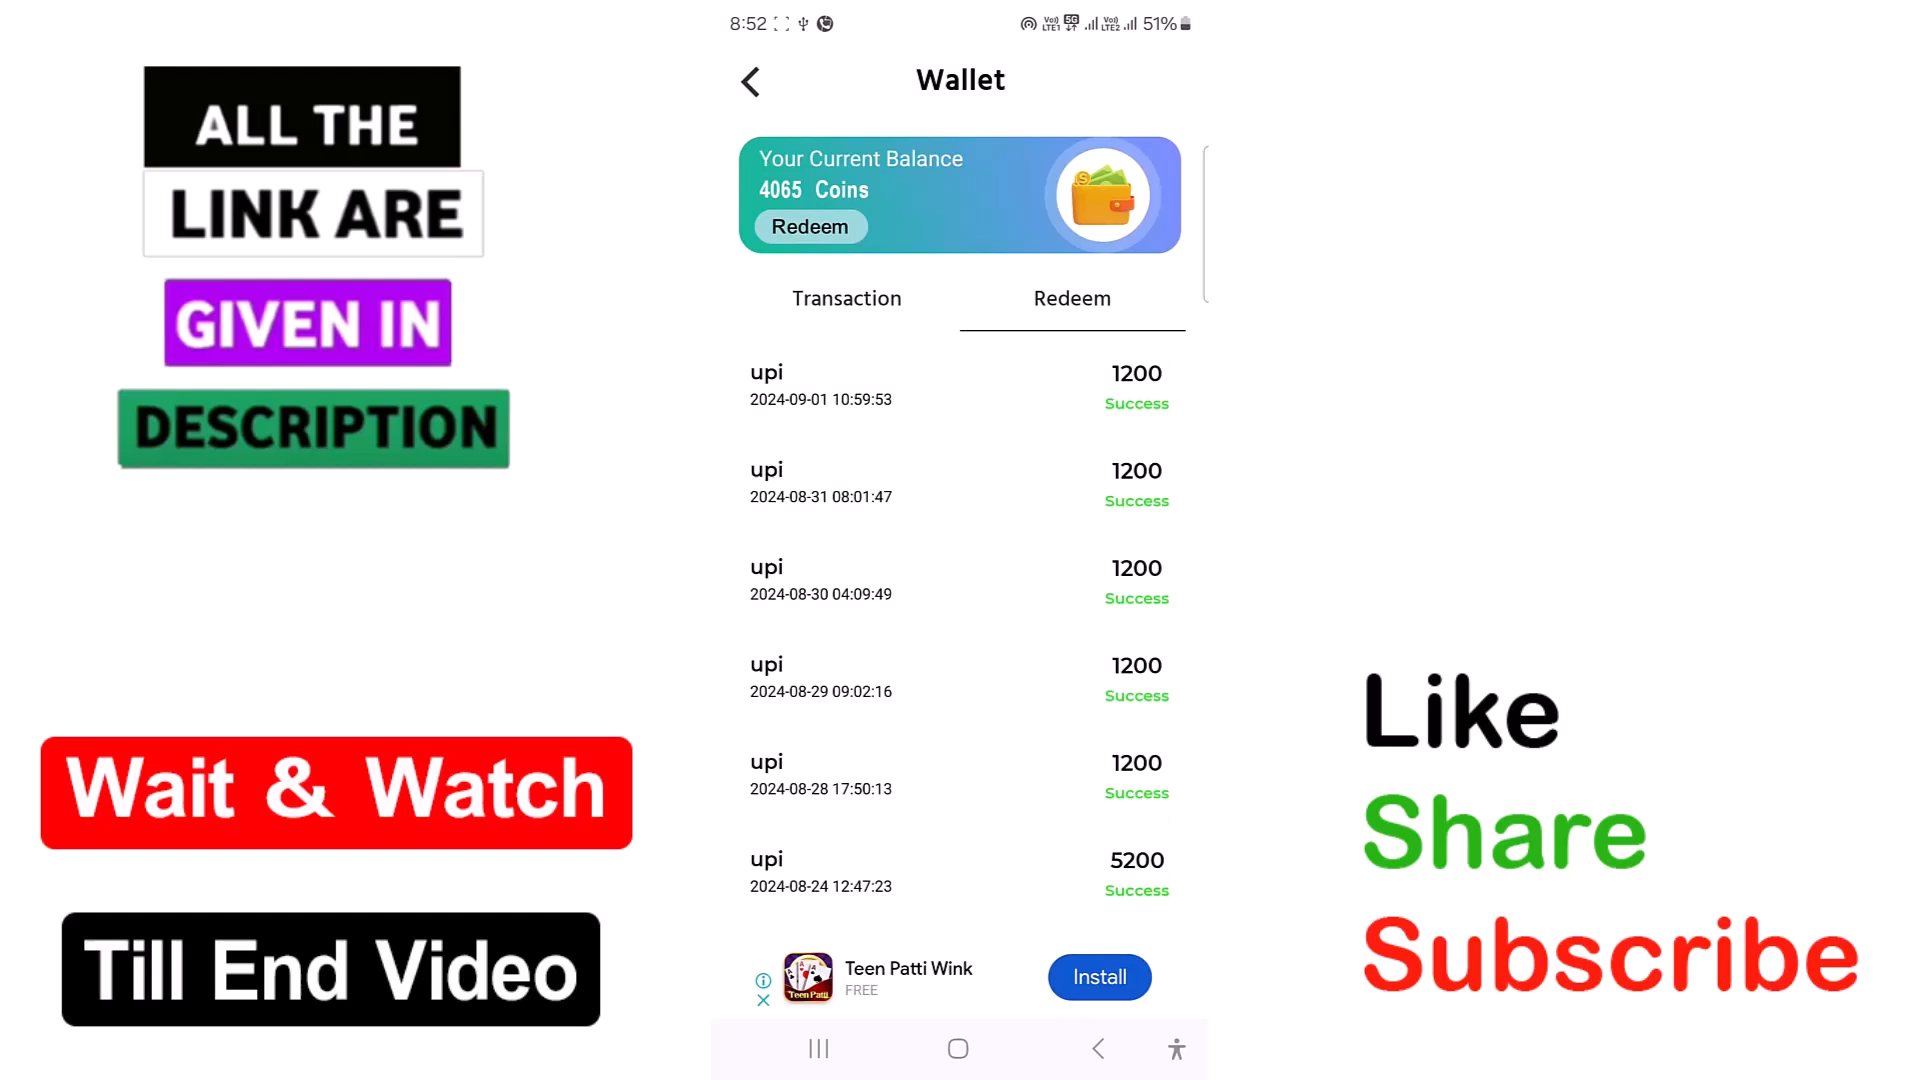 8:52
51%
ALL THE
LINK ARE
GIVEN IN
DESCRIPTION
Wait & Watch
Till End Video
Wallet
Your Current Balance
4065 Coins
Redeem
Transaction
Redeem
upi
1200
2024-09-01 10:59:53
Success
upi
1200
2024-08-31 08:01:47
Success
upi
1200
2024-08-30 04:09:49
Success
upi
1200
2024-08-29 09:02:16
Success
upi
1200
2024-08-28 17:50:13
Success
upi
5200
2024-08-24 12:47:23
Success
Teen Patti
Teen Patti Wink
FREE
Install
Like
Share
Subscribe